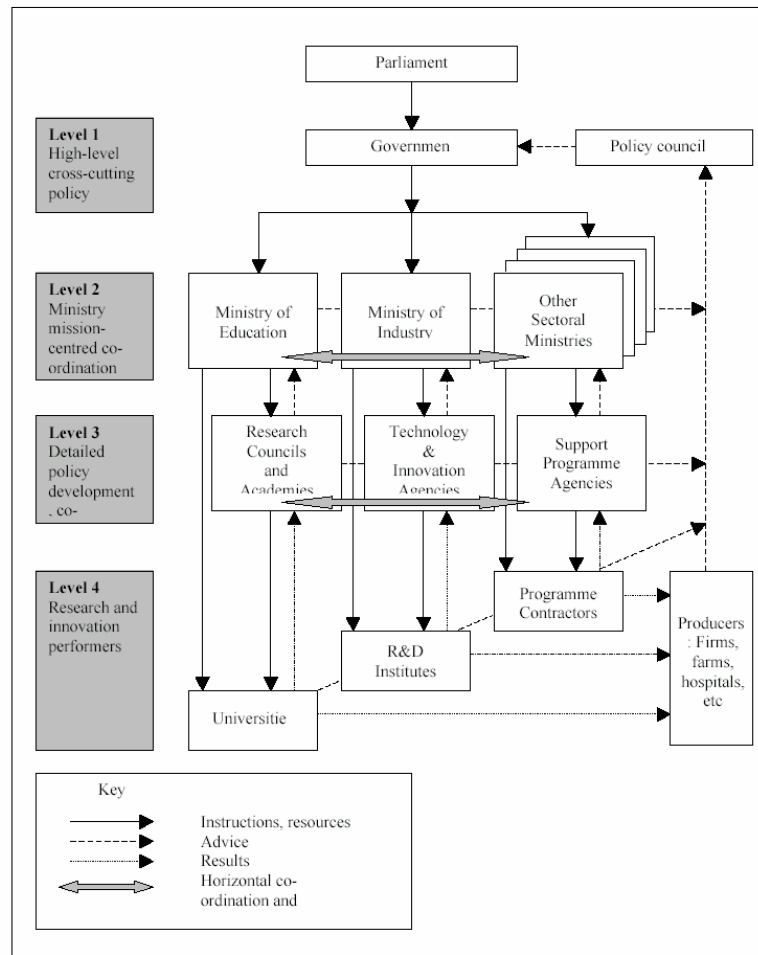 Parliament
Level 1
High-level
cross-cutting
policy
Governmen
Policy council
Level 2
Ministry
mission-
centred co-
ordination
Ministry of
Education
Ministry of
Industry
Other
Sectoral
Ministries
Level 3
Detailed
policy
development
, co-
Research
Councils
and
Academies
Technology
&
Innovation
Agencies
Support
Programme
Agencies
Level 4
Research and
innovation
performers
Programme
Contractors
R&D
Institutes
Universitie
Producers
: Firms,
farms,
hospitals,
etc
Key
Instructions, resources
Advice
Results
Horizontal co-
ordination and